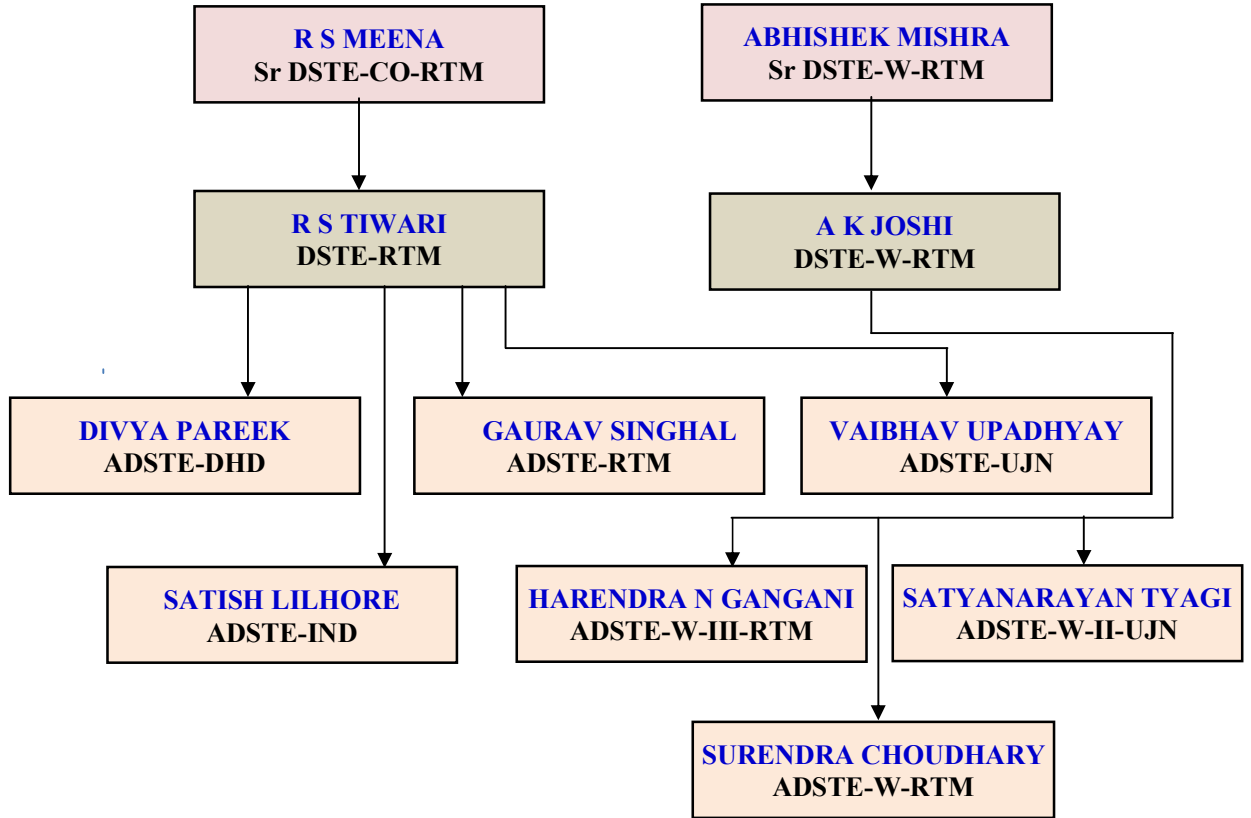 R S MEENA
Sr DSTE-CO-RTM
ABHISHEK MISHRA
Sr DSTE-W-RTM
R S TIWARI
DSTE-RTM
A K JOSHI
DSTE-W-RTM
DIVYA PAREEK
ADSTE-DHD
GAURAV SINGHAL
ADSTE-RTM
VAIBHAV UPADHYAY
ADSTE-UJN
SATISH LILHORE
ADSTE-IND
HARENDRA N GANGANI
ADSTE-W-III-RTM
SATYANARAYAN TYAGI
ADSTE-W-II-UJN
SURENDRA CHOUDHARY
ADSTE-W-RTM